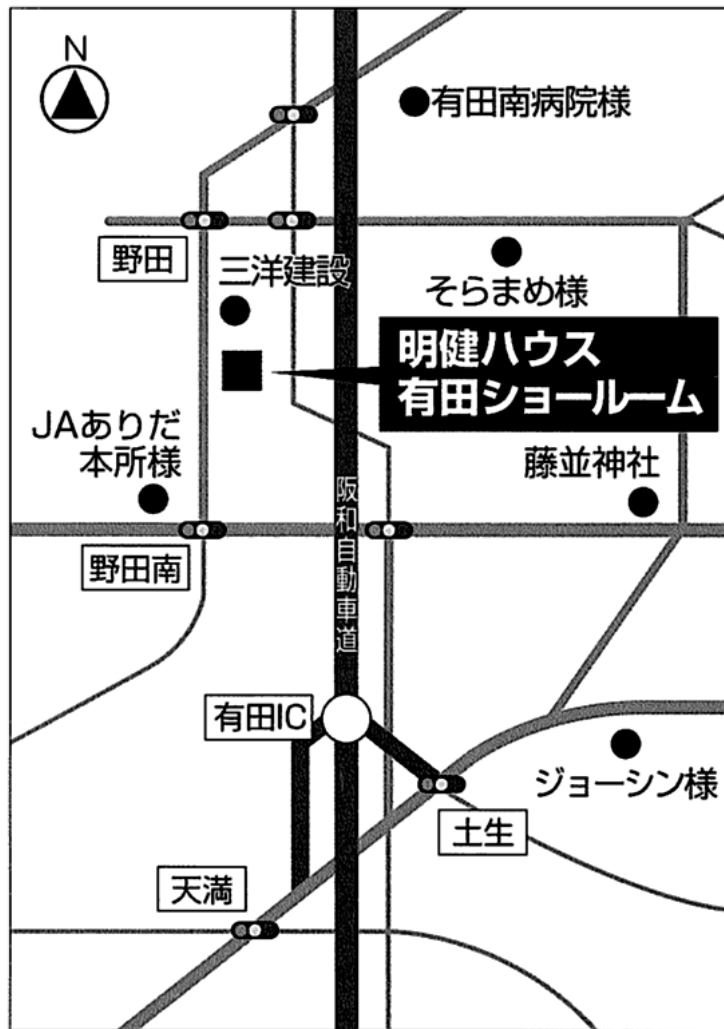 N
有田南病院様
野田
三洋建設
そらまめ様
明健ハウス
有田ショールーム
JAありだ
本所様
藤並神社
阪和自動車道
野田南
有田IC
ジョーシン様
土生
天満